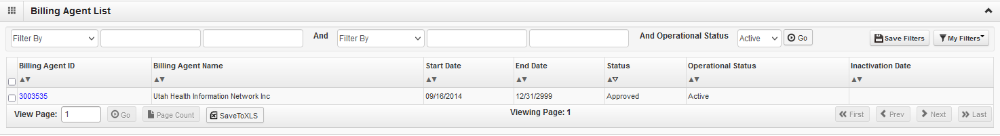 Billing Agent List
Filter By And Filter By And Operational Status Active Go Save Filters My Filters
Billing Agent ID Billing Agent Name Start Date End Date Status Operational Status Inactivation Date
3003535 Utah Health Information Network Inc 09/16/2014 12/31/2999 Approved Active
View Page: 1 Go Page Count SaveToXLS Viewing Page: 1 First Prev Next Last